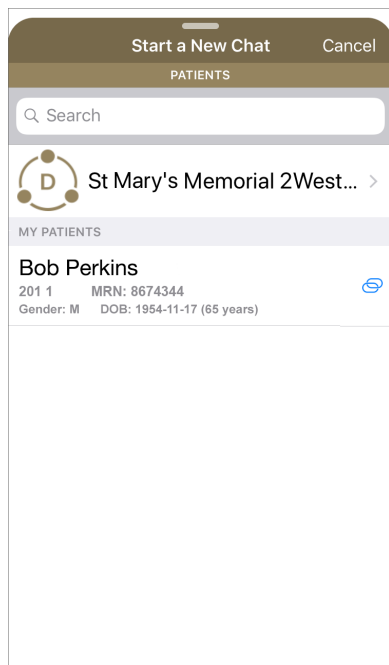 Start a New Chat Cancel
PATIENTS
Search
D St Mary's Memorial 2West...
MY PATIENTS
Bob Perkins
201 1 MRN: 8674344
Gender: M DOB: 1954-11-17 (65 years)